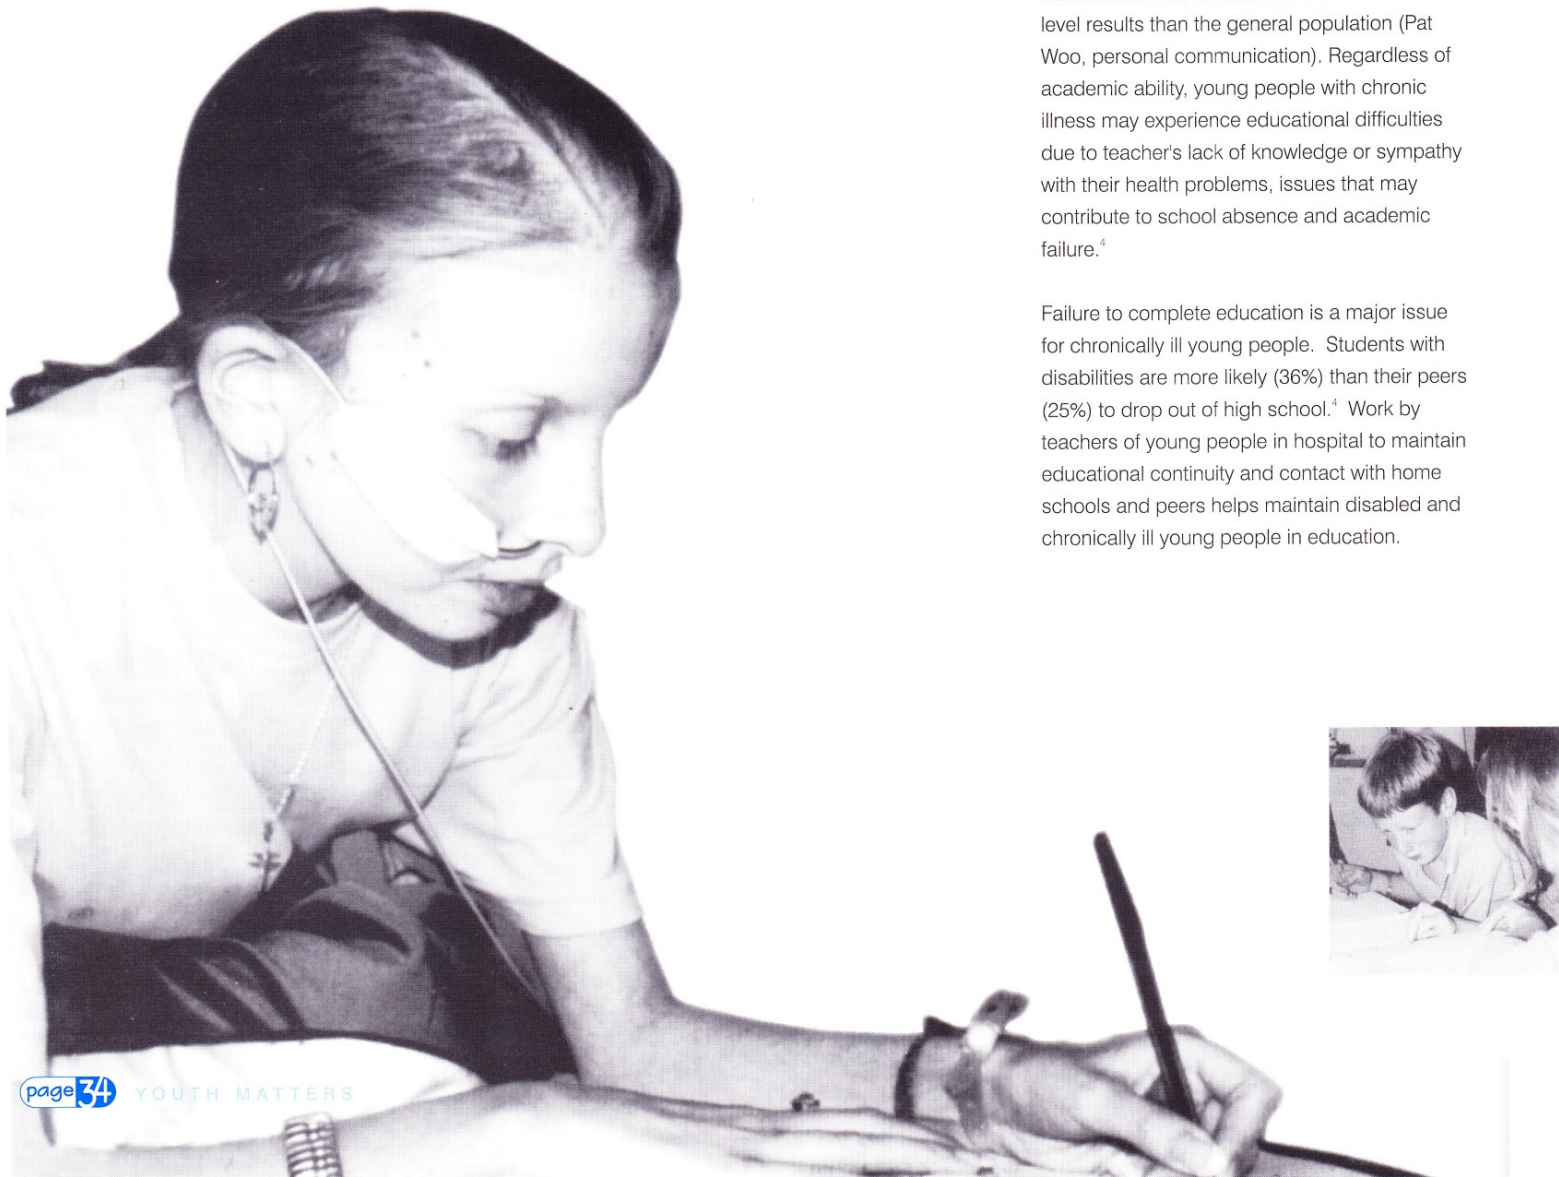 level results than the general population (Pat
Woo, personal communication). Regardless of
academic ability, young people with chronic
illness may experience educational difficulties
due to teacher's lack of knowledge or sympathy
with their health problems, issues that may
contribute to school absence and academic
failure.4
Failure to complete education is a major issue
for chronically ill young people. Students with
disabilities are more likely (36%) than their peers
(25%) to drop out of high school.4 Work by
teachers of young people in hospital to maintain
educational continuity and contact with home
schools and peers helps maintain disabled and
chronically ill young people in education.
page 34 YOUTH MATTERS